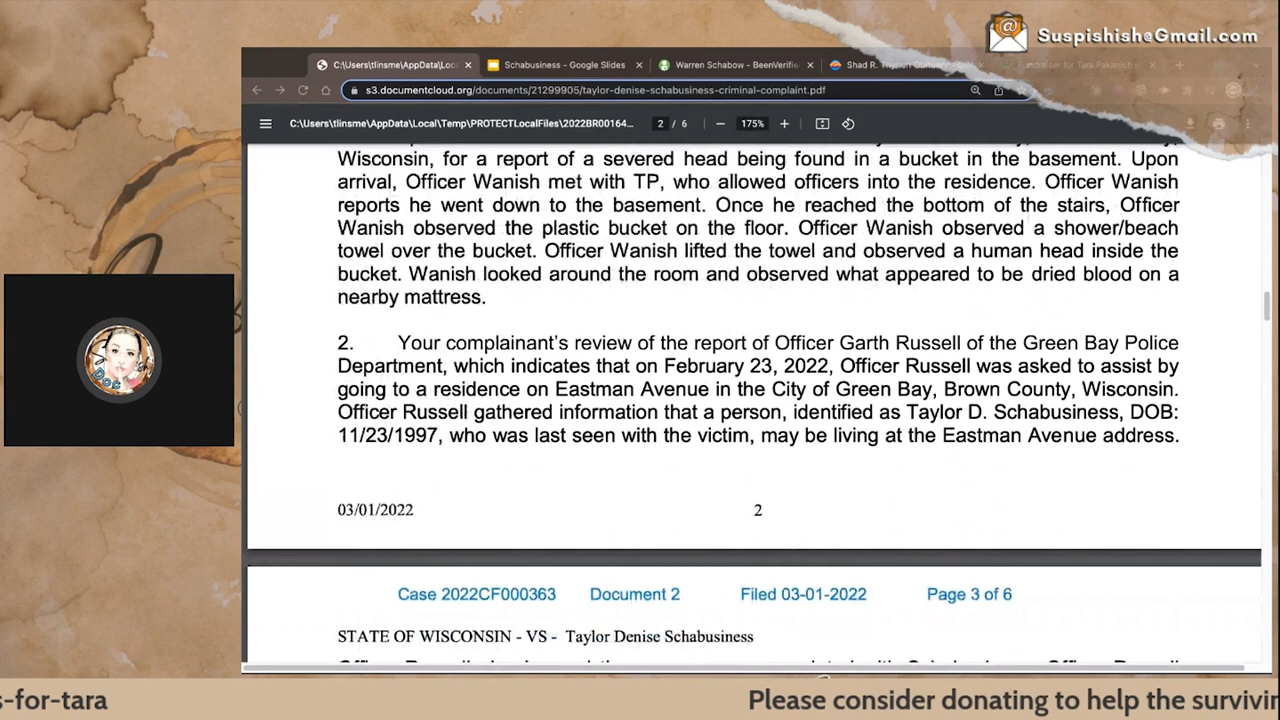 Suspishish@Gmail.com
C:\Users\tlinsme\AppData\Loc
Schabusiness - Google Slides
Warren Schabow - BeenVerifie
s3.documentcloud.org/documents/21299905/taylor-denise-schabusiness-criminal-complaint.pdf
C:\Users\tlinsme\AppData\Local\Temp\PROTECTLocalFiles\2022BR00164... 2 / 6 175%
Wisconsin, for a report of a severed head being found in a bucket in the basement. Upon
arrival, Officer Wanish met with TP, who allowed officers into the residence. Officer Wanish
reports he went down to the basement. Once he reached the bottom of the stairs, Officer
Wanish observed the plastic bucket on the floor. Officer Wanish observed a shower/beach
towel over the bucket. Officer Wanish lifted the towel and observed a human head inside the
bucket. Wanish looked around the room and observed what appeared to be dried blood on a
nearby mattress.
2. Your complainant's review of the report of Officer Garth Russell of the Green Bay Police
Department, which indicates that on February 23, 2022, Officer Russell was asked to assist by
going to a residence on Eastman Avenue in the City of Green Bay, Brown County, Wisconsin.
Officer Russell gathered information that a person, identified as Taylor D. Schabusiness, DOB:
11/23/1997, who was last seen with the victim, may be living at the Eastman Avenue address.
03/01/2022 2
Case 2022CF000363 Document 2 Filed 03-01-2022 Page 3 of 6
STATE OF WISCONSIN - VS - Taylor Denise Schabusiness
s-for-tara Please consider donating to help the survivin